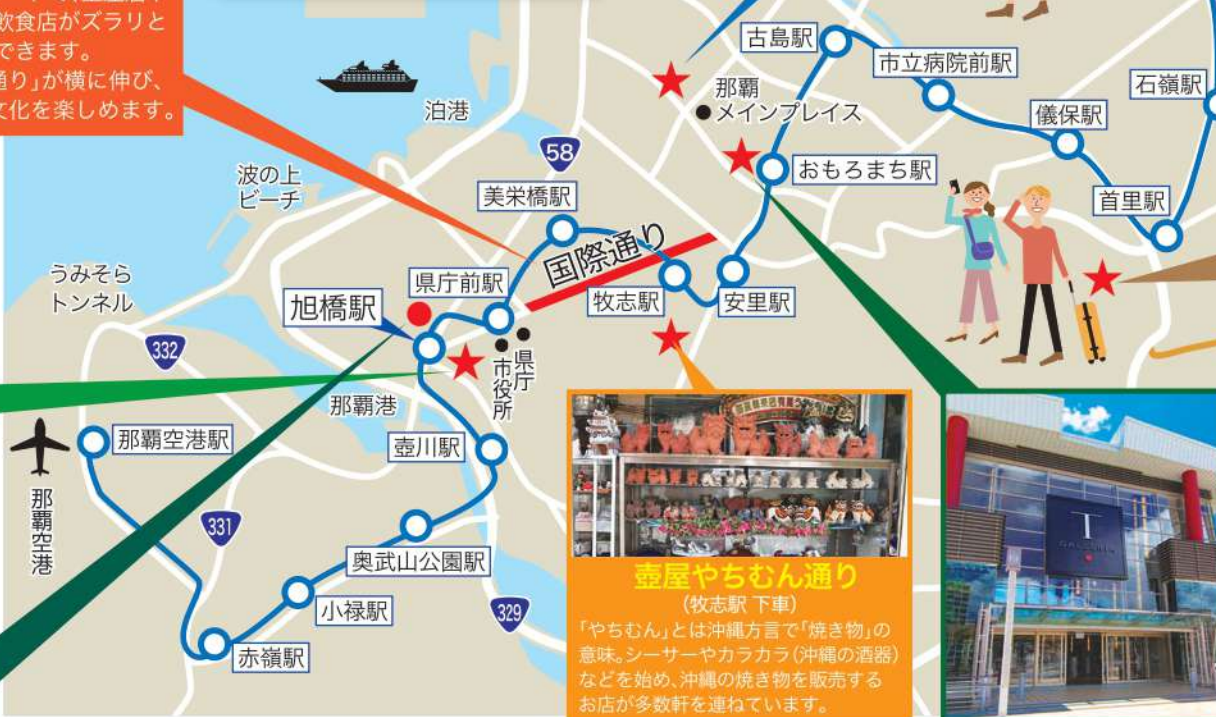 飲食店がズラリと
できます。
通り」が横に伸び、
文化を楽しめます。
泊港
波の上
ビーチ
うみそら
トンネル
58
美栄橋駅
国際通り
県庁前駅
旭橋駅
牧志駅
安里駅
古島駅
市立病院前駅
石嶺駅
那覇
メインプレイス
儀保駅
おもろまち駅
首里駅
332
県庁
市役所
那覇港
那覇空港駅
那覇空港
壺川駅
331
奥武山公園駅
小禄駅
329
赤嶺駅
壺屋やちむん通り
(牧志駅 下車)
「やちむん」とは沖縄方言で「焼き物」の
意味。シーサーやカラカラ(沖縄の酒器)
などを始め、沖縄の焼き物を販売する
お店が多数軒を連ねています。
T
GALLERIA